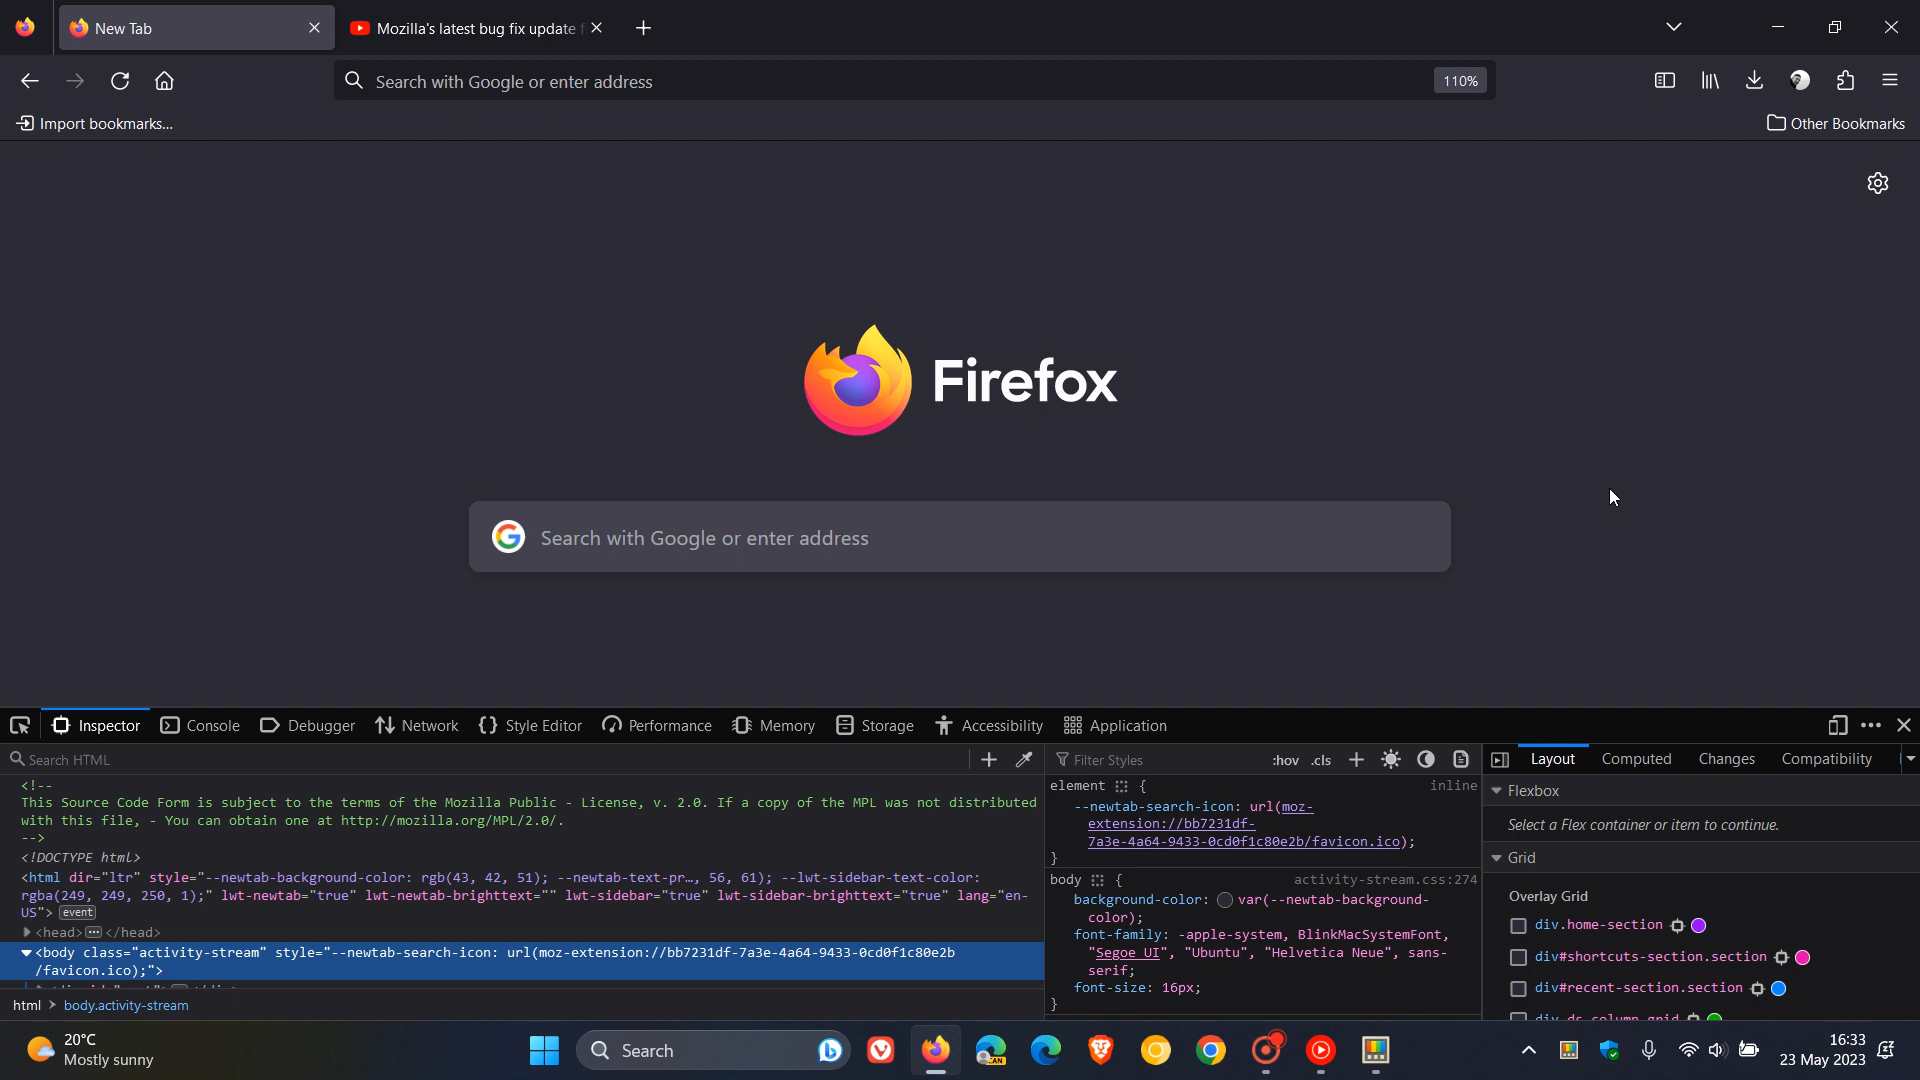 New Tab
Mozilla's latest bug fix update f
Search with Google or enter address
110%
Import bookmarks...
Other Bookmarks
Firefox
Search with Google or enter address
Inspector
Console
Debugger
Network
Style Editor
Performance
Memory
Storage
Accessibility
Application
Search HTML
<!--
This Source Code Form is subject to the terms of the Mozilla Public - License, v. 2.0. If a copy of the MPL was not distributed
with this file, - You can obtain one at http://mozilla.org/MPL/2.0/.
-->
<!DOCTYPE html>
<html dir="ltr" style="--newtab-background-color: rgb(43, 42, 51); --newtab-text-pr…, 56, 61); --lwt-sidebar-text-color:
rgba(249, 249, 250, 1);" lwt-newtab="true" lwt-newtab-brighttext="" lwt-sidebar="true" lwt-sidebar-brighttext="true" lang="en-
US"> event
<head> </head>
<body class="activity-stream" style="--newtab-search-icon: url(moz-extension://bb7231df-7a3e-4a64-9433-0cd0f1c80e2b
/favicon.ico);">
html > body.activity-stream
Filter Styles
:hov .cls
element { inline
--newtab-search-icon: url(moz-
extension://bb7231df-
7a3e-4a64-9433-0cd0f1c80e2b/favicon.ico);
}
body { activity-stream.css:274
background-color: var(--newtab-background-
color);
font-family: -apple-system, BlinkMacSystemFont,
"Segoe UI", "Ubuntu", "Helvetica Neue", sans-
serif;
font-size: 16px;
}
Layout
Computed
Changes
Compatibility
Flexbox
Select a Flex container or item to continue.
Grid
Overlay Grid
div.home-section
div#shortcuts-section.section
div#recent-section.section
20°C
Mostly sunny
Search
CAN
16:33
23 May 2023